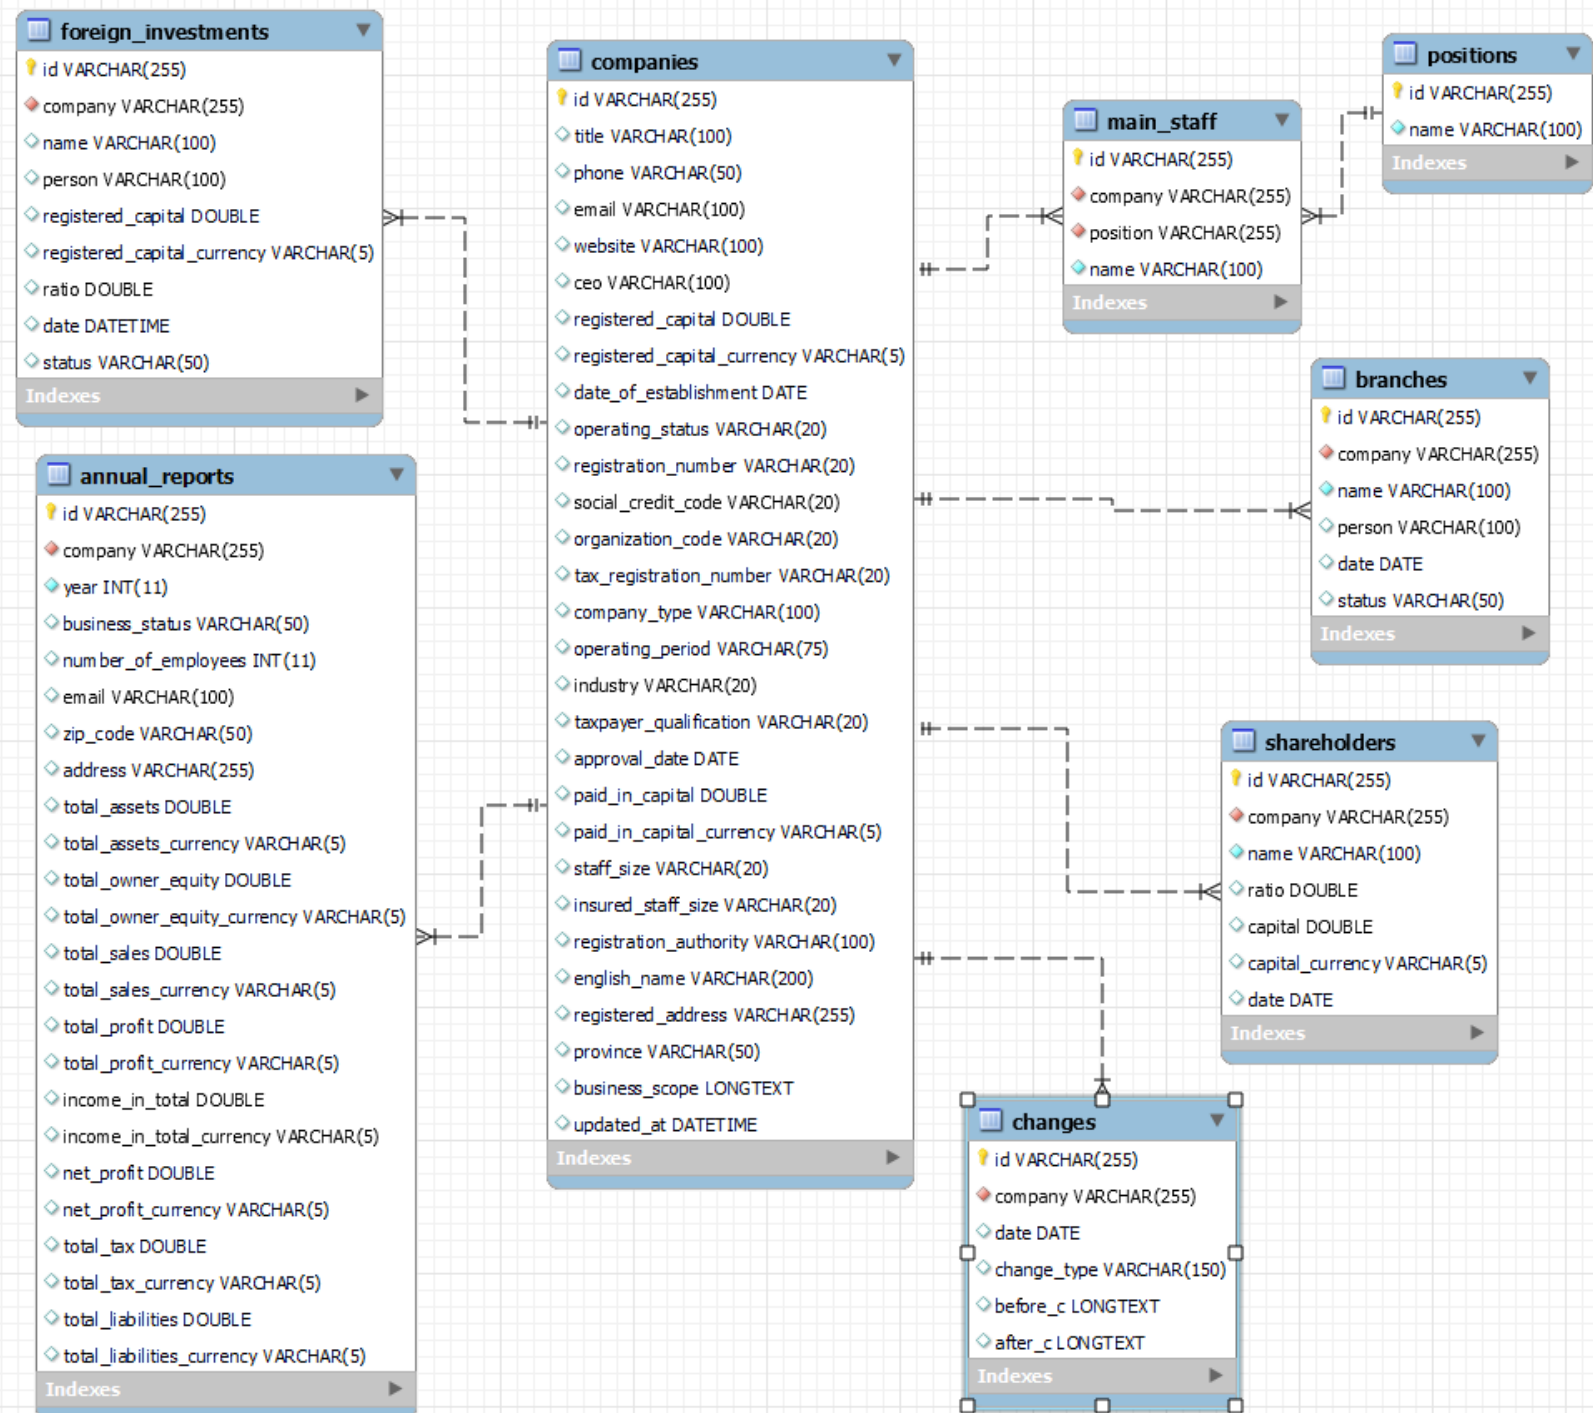 foreign_investments
id VARCHAR(255)
company VARCHAR(255)
name VARCHAR(100)
person VARCHAR(100)
registered_capital DOUBLE
registered_capital_currency VARCHAR(5)
ratio DOUBLE
date DATETIME
status VARCHAR(50)
Indexes
annual_reports
id VARCHAR(255)
company VARCHAR(255)
year INT(11)
business_status VARCHAR(50)
number_of_employees INT(11)
email VARCHAR(100)
zip_code VARCHAR(50)
address VARCHAR(255)
total_assets DOUBLE
total_assets_currency VARCHAR(5)
total_owner_equity DOUBLE
total_owner_equity_currency VARCHAR(5)
total_sales DOUBLE
total_sales_currency VARCHAR(5)
total_profit DOUBLE
total_profit_currency VARCHAR(5)
income_in_total DOUBLE
income_in_total_currency VARCHAR(5)
net_profit DOUBLE
net_profit_currency VARCHAR(5)
total_tax DOUBLE
total_tax_currency VARCHAR(5)
total_liabilities DOUBLE
total_liabilities_currency VARCHAR(5)
Indexes
companies
id VARCHAR(255)
title VARCHAR(100)
phone VARCHAR(50)
email VARCHAR(100)
website VARCHAR(100)
ceo VARCHAR(100)
registered_capital DOUBLE
registered_capital_currency VARCHAR(5)
date_of_establishment DATE
operating_status VARCHAR(20)
registration_number VARCHAR(20)
social_credit_code VARCHAR(20)
organization_code VARCHAR(20)
tax_registration_number VARCHAR(20)
company_type VARCHAR(100)
operating_period VARCHAR(75)
industry VARCHAR(20)
taxpayer_qualification VARCHAR(20)
approval_date DATE
paid_in_capital DOUBLE
paid_in_capital_currency VARCHAR(5)
staff_size VARCHAR(20)
insured_staff_size VARCHAR(20)
registration_authority VARCHAR(100)
english_name VARCHAR(200)
registered_address VARCHAR(255)
province VARCHAR(50)
business_scope LONGTEXT
updated_at DATETIME
Indexes
main_staff
id VARCHAR(255)
company VARCHAR(255)
position VARCHAR(255)
name VARCHAR(100)
Indexes
positions
id VARCHAR(255)
name VARCHAR(100)
Indexes
branches
id VARCHAR(255)
company VARCHAR(255)
name VARCHAR(100)
person VARCHAR(100)
date DATE
status VARCHAR(50)
Indexes
shareholders
id VARCHAR(255)
company VARCHAR(255)
name VARCHAR(100)
ratio DOUBLE
capital DOUBLE
capital_currency VARCHAR(5)
date DATE
Indexes
changes
id VARCHAR(255)
company VARCHAR(255)
date DATE
change_type VARCHAR(150)
before_c LONGTEXT
after_c LONGTEXT
Indexes